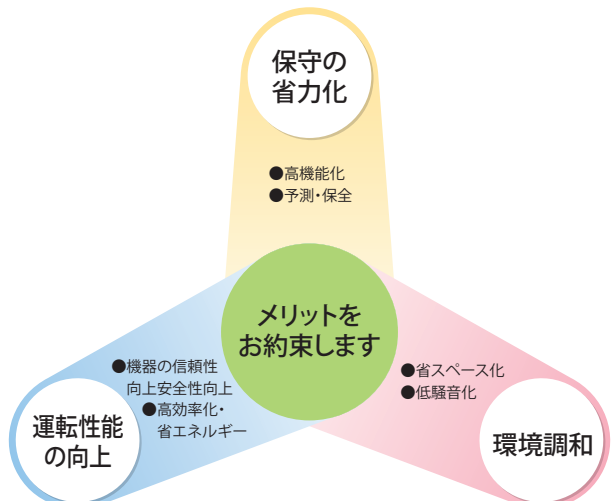 保守の
省力化
●高機能化
●予測・保全
メリットを
お約束します
●機器の信頼性
向上安全性向上
●高効率化・
省エネルギー
運転性能
の向上
●省スペース化
●低騒音化
環境調和